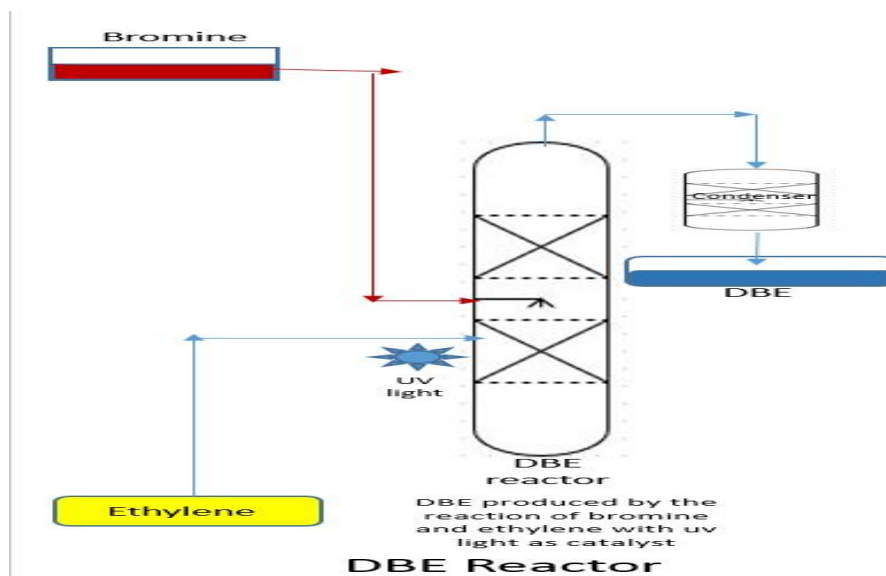 Bromine
Condenser
DBE
UV
light
DBE
reactor
Ethylene
DBE produced by the
reaction of bromine
and ethylene with uv
light as catalyst
DBE Reactor